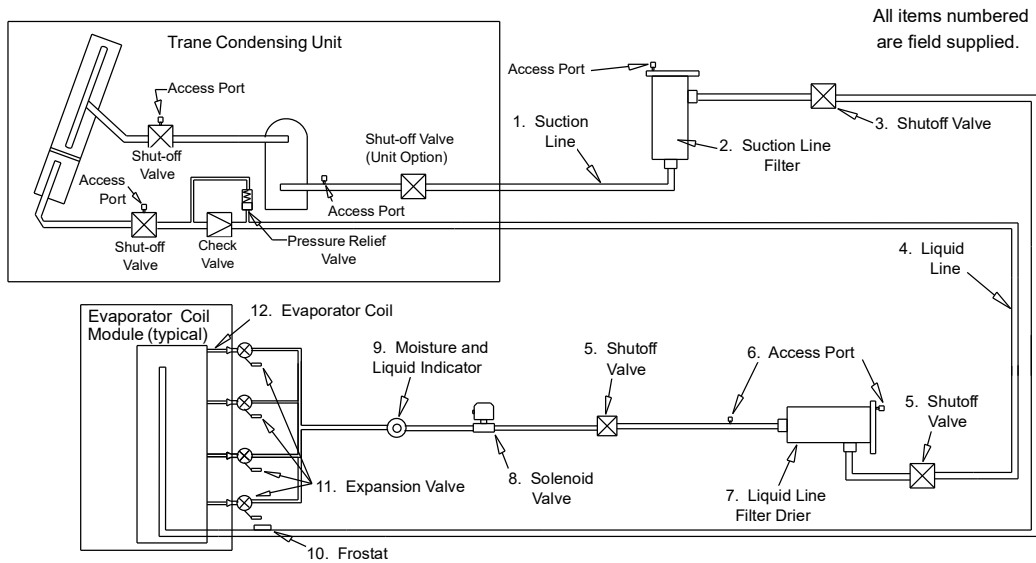 All items numbered
are field supplied.
Trane Condensing Unit
Access Port
Access Port
Shut-off
Valve
Shut-off Valve
(Unit Option)
1. Suction
Line
2. Suction Line
Filter
3. Shutoff Valve
Access
Port
Access Port
Shut-off
Valve
Check
Valve
Pressure Relief
Valve
4. Liquid
Line
Evaporator Coil
Module (typical)
12. Evaporator Coil
9. Moisture and
Liquid Indicator
5. Shutoff
Valve
6. Access Port
5. Shutoff
Valve
11. Expansion Valve
8. Solenoid
Valve
7. Liquid Line
Filter Drier
10. Frostat